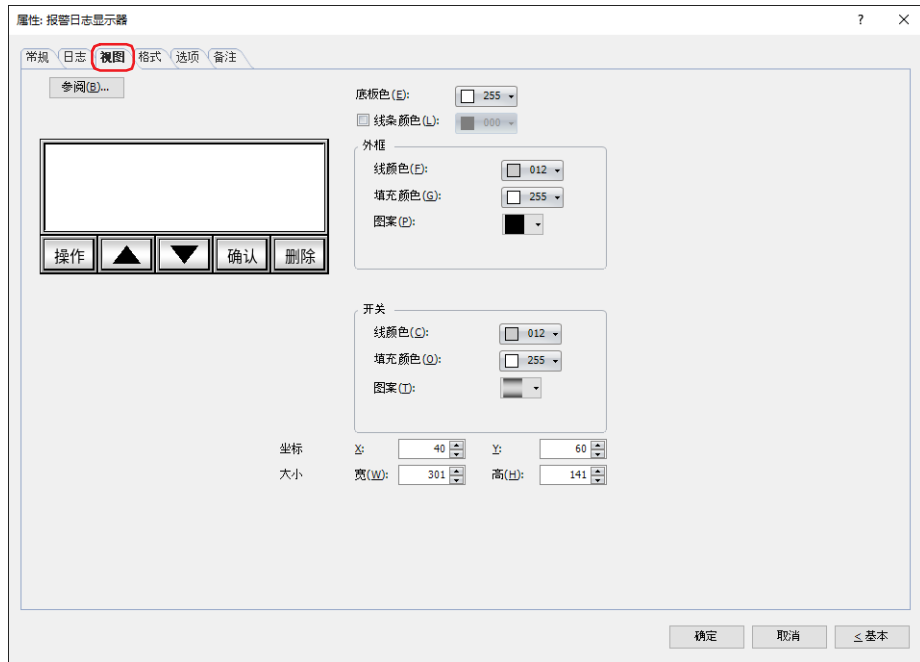 属性: 报警日志显示器 ? ×
常规 日志 视图 格式 选项 备注
参阅(B)...
底板色(E): 255
线条颜色(L): 000
外框
线颜色(F): 012
填充颜色(G): 255
图案(P):
操作 确认 删除
开关
线颜色(C): 012
填充颜色(O): 255
图案(T):
坐标 X: 40 Y: 60
大小 宽(W): 301 高(H): 141
确定 取消 ≤基本